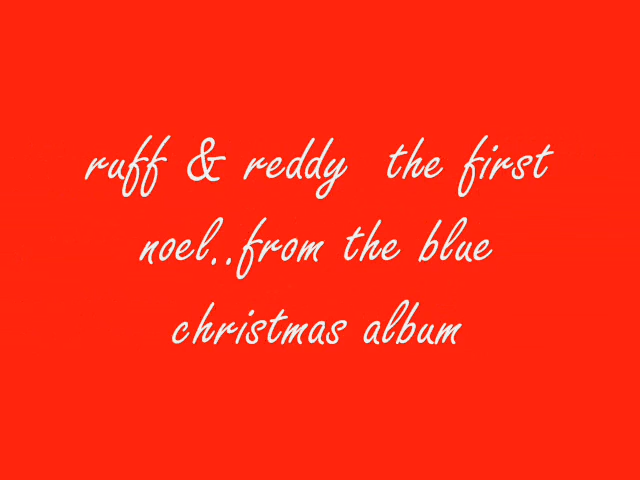 ruff & reddy  the first
noel..from the blue
christmas album